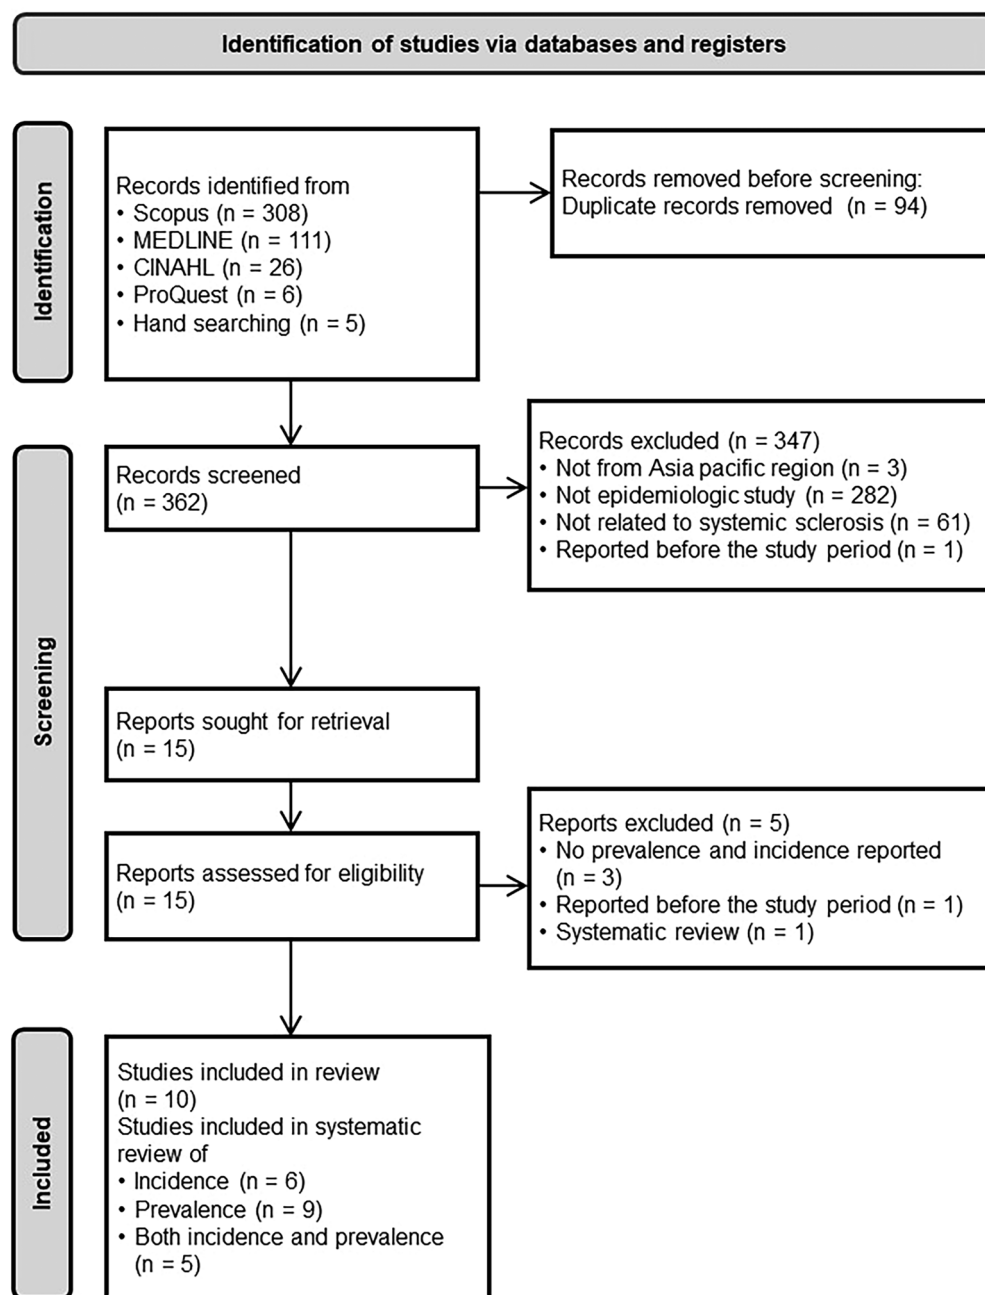 Identification of studies via databases and registers
Identification
Records identified from
• Scopus (n = 308)
• MEDLINE (n = 111)
• CINAHL (n = 26)
• ProQuest (n = 6)
• Hand searching (n = 5)
Records removed before screening:
Duplicate records removed (n = 94)
Screening
Records screened
(n = 362)
Records excluded (n = 347)
• Not from Asia pacific region (n = 3)
• Not epidemiologic study (n = 282)
• Not related to systemic sclerosis (n = 61)
• Reported before the study period (n = 1)
Reports sought for retrieval
(n = 15)
Reports assessed for eligibility
(n = 15)
Reports excluded (n = 5)
• No prevalence and incidence reported
(n = 3)
• Reported before the study period (n = 1)
• Systematic review (n = 1)
Included
Studies included in review
(n = 10)
Studies included in systematic
review of
• Incidence (n = 6)
• Prevalence (n = 9)
• Both incidence and prevalence
(n = 5)